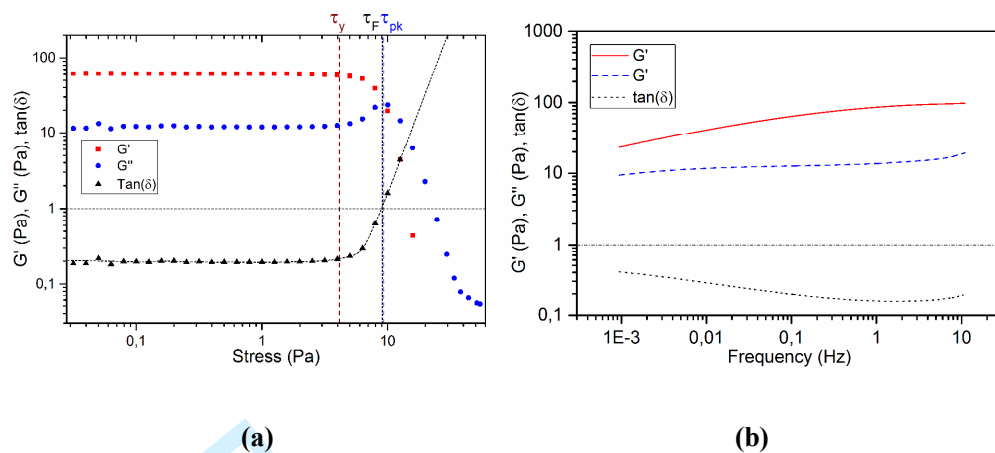 τy τF τpk
100
10
1
0,1
0,1 1 10
G' (Pa), G'' (Pa), tan(δ)
Stress (Pa)
G'
G''
Tan(δ)
(a)
1000
100
10
1
0,1
1E-3 0,01 0,1 1 10
G' (Pa), G'' (Pa), tan(δ)
Frequency (Hz)
G'
G'
tan(δ)
(b)